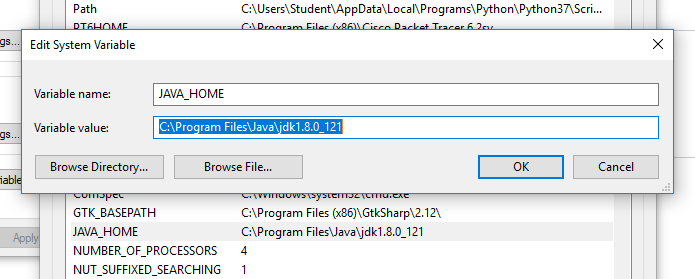 Path C:\Users\Student\AppData\Local\Programs\Python\Python37\Scri...
PT6HOME C:\Program Files (x86)\Cisco Packet Tracer 6.2sv
Edit System Variable
ngs...
Variable name: JAVA_HOME
Variable value: C:\Program Files\Java\jdk1.8.0_121
ngs...
Browse Directory... Browse File... OK Cancel
riable
ComSpec C:\Windows\system32\cmd.exe
GTK_BASEPATH C:\Program Files (x86)\GtkSharp\2.12\
JAVA_HOME C:\Program Files\Java\jdk1.8.0_121
Apply
NUMBER_OF_PROCESSORS 4
NUT_SUFFIXED_SEARCHING 1